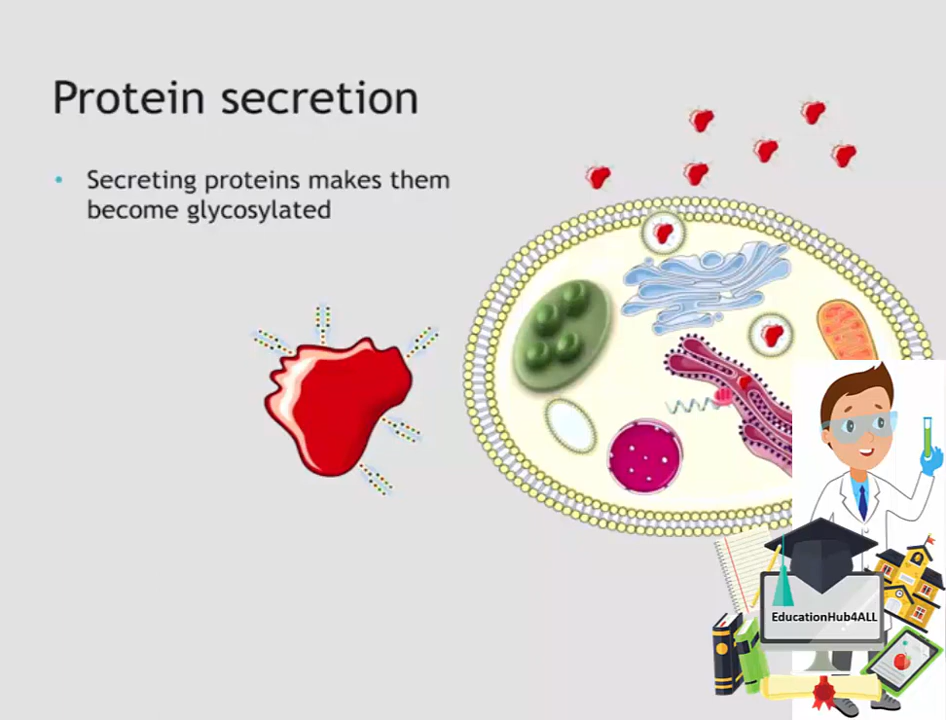 Protein secretion
• Secreting proteins makes them
become glycosylated
EducationHub4ALL